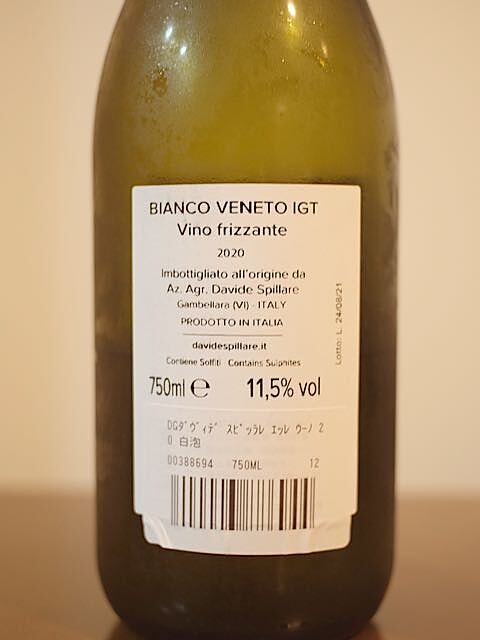 BIANCO VENETO IGT
Vino frizzante
2020
Imbottigliato all'origine da
Az. Agr. Davide Spillare
Gambellara (VI) - ITALY
PRODOTTO IN ITALIA
davidespillare.it
Contiene Solfiti Contains Sulphites
750ml ℮ 11,5% vol
Lotto: L. 24/08/21
DGダヴィデ スピッラレ エッレ ウーノ 2
0 白泡
00388694 750ML 12